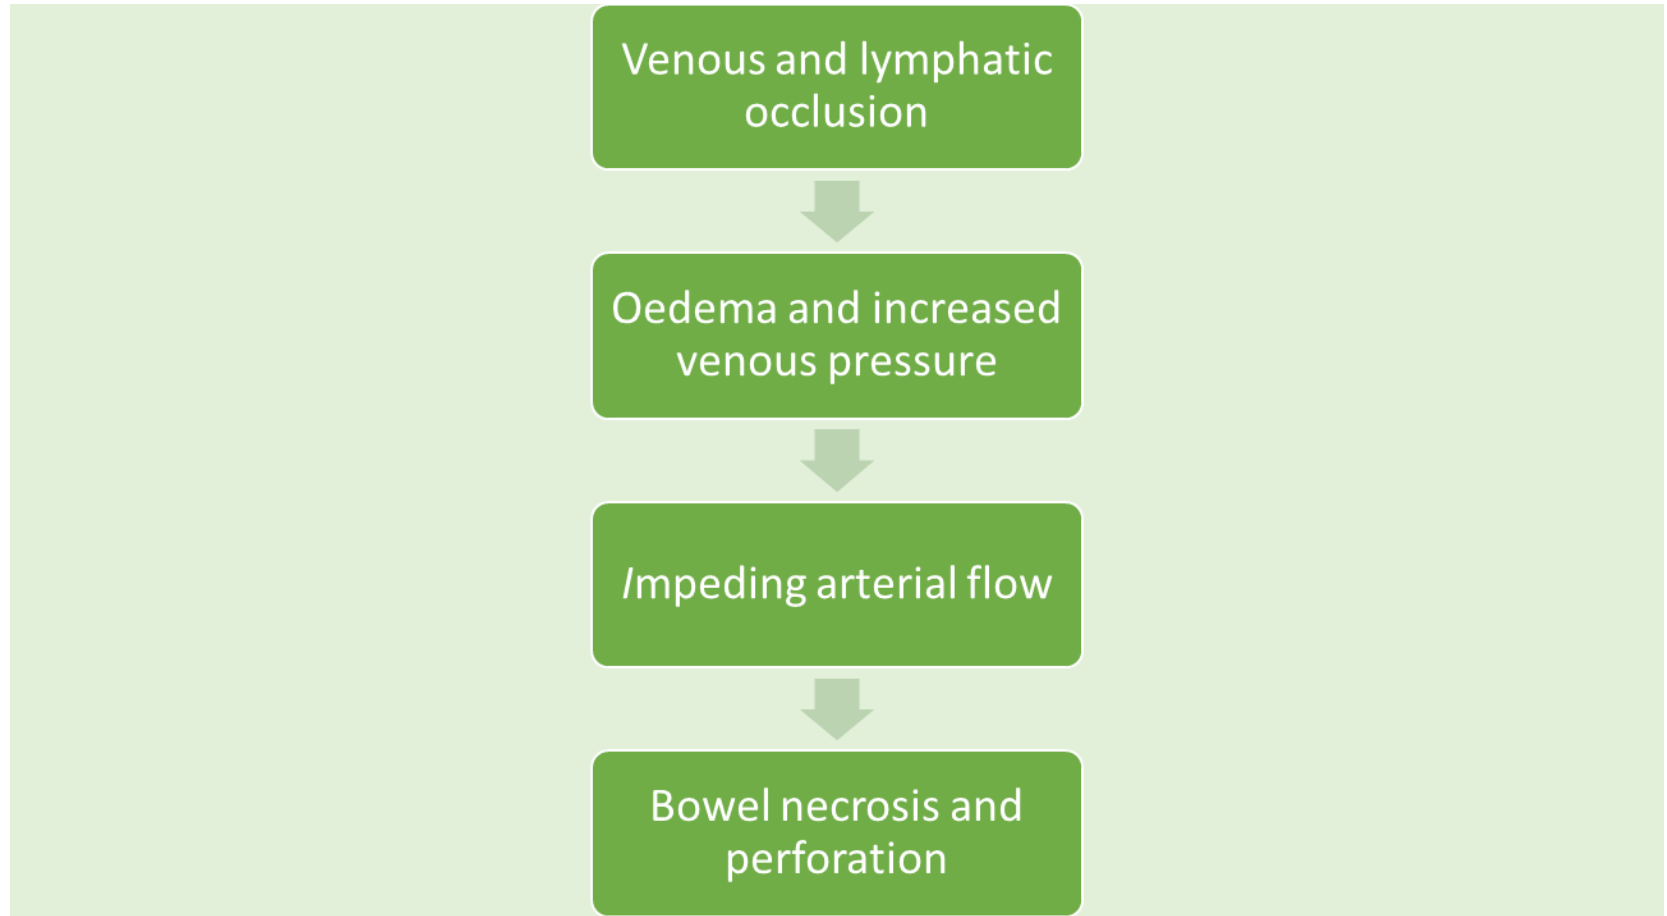 Venous and lymphatic
occlusion
Oedema and increased
venous pressure
Impeding arterial flow
Bowel necrosis and
perforation